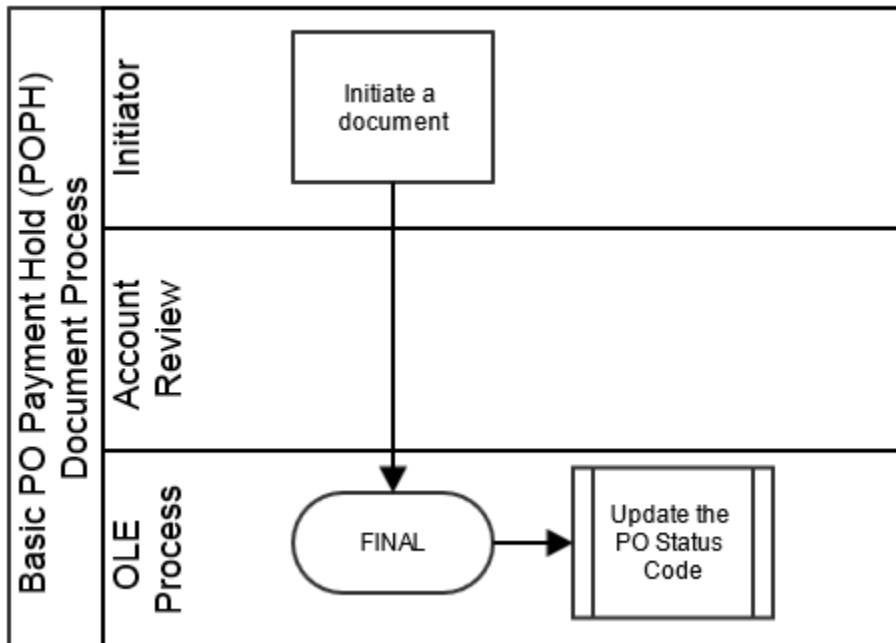 Basic PO Payment Hold (POPH)
Document Process
Initiator
Initiate a
document
Account
Review
OLE
Process
FINAL
Update the
PO Status
Code